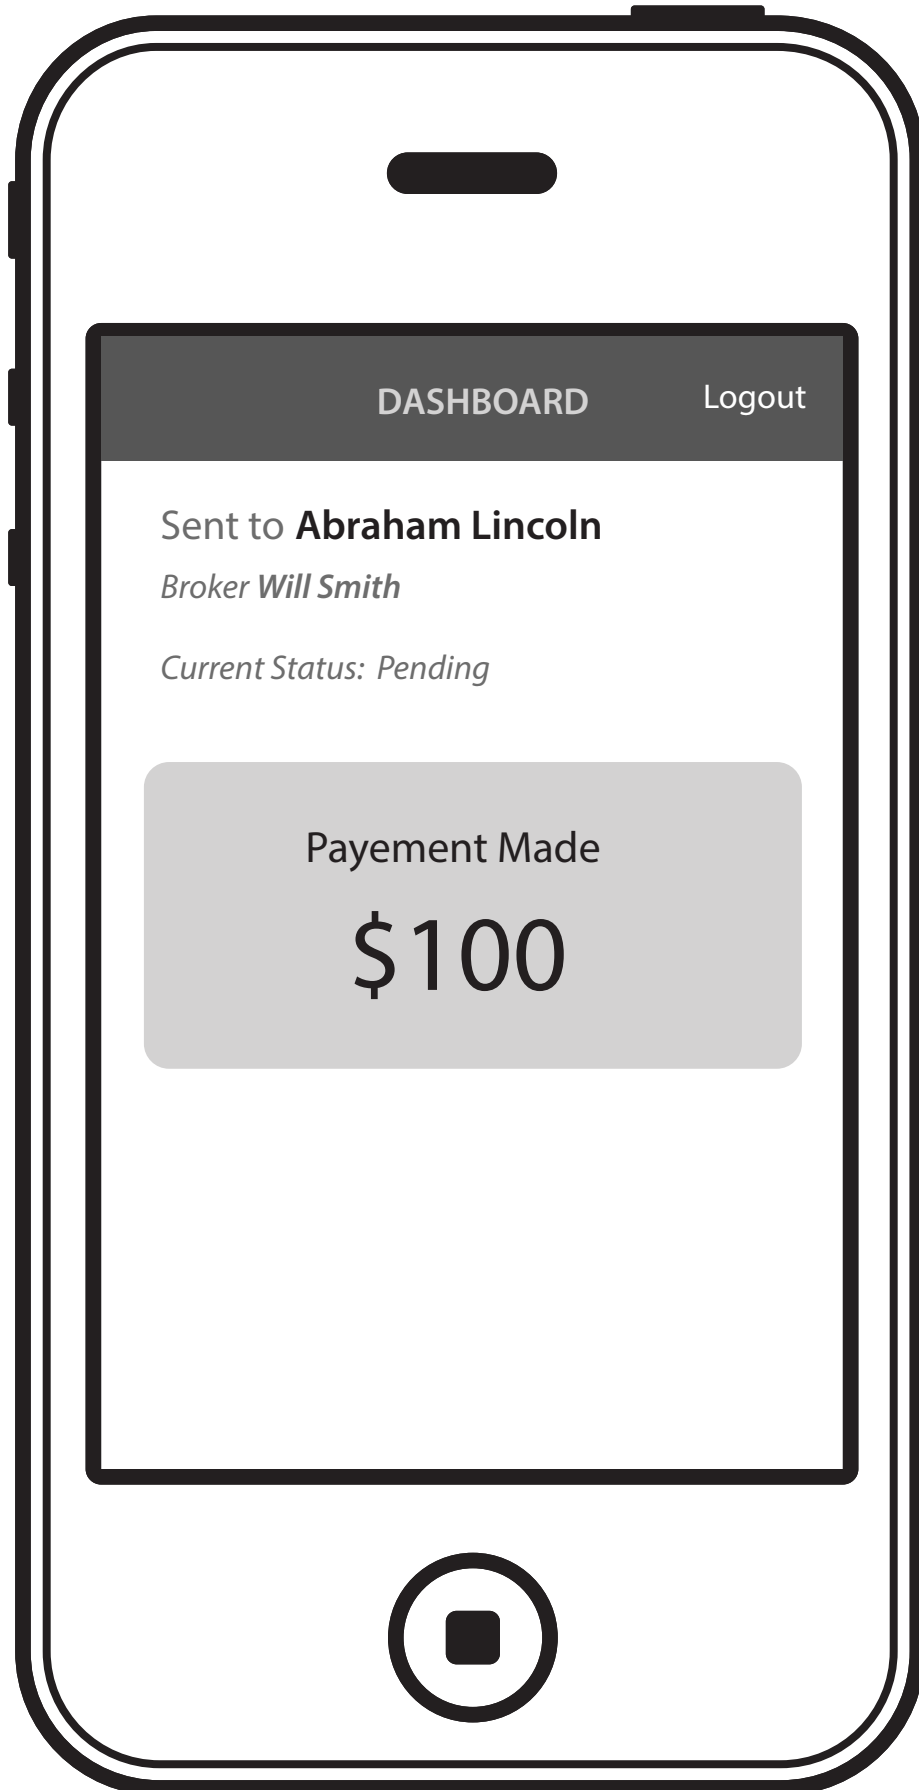 DASHBOARD Logout
Sent to Abraham Lincoln
Broker Will Smith
Current Status: Pending
Payement Made
$100